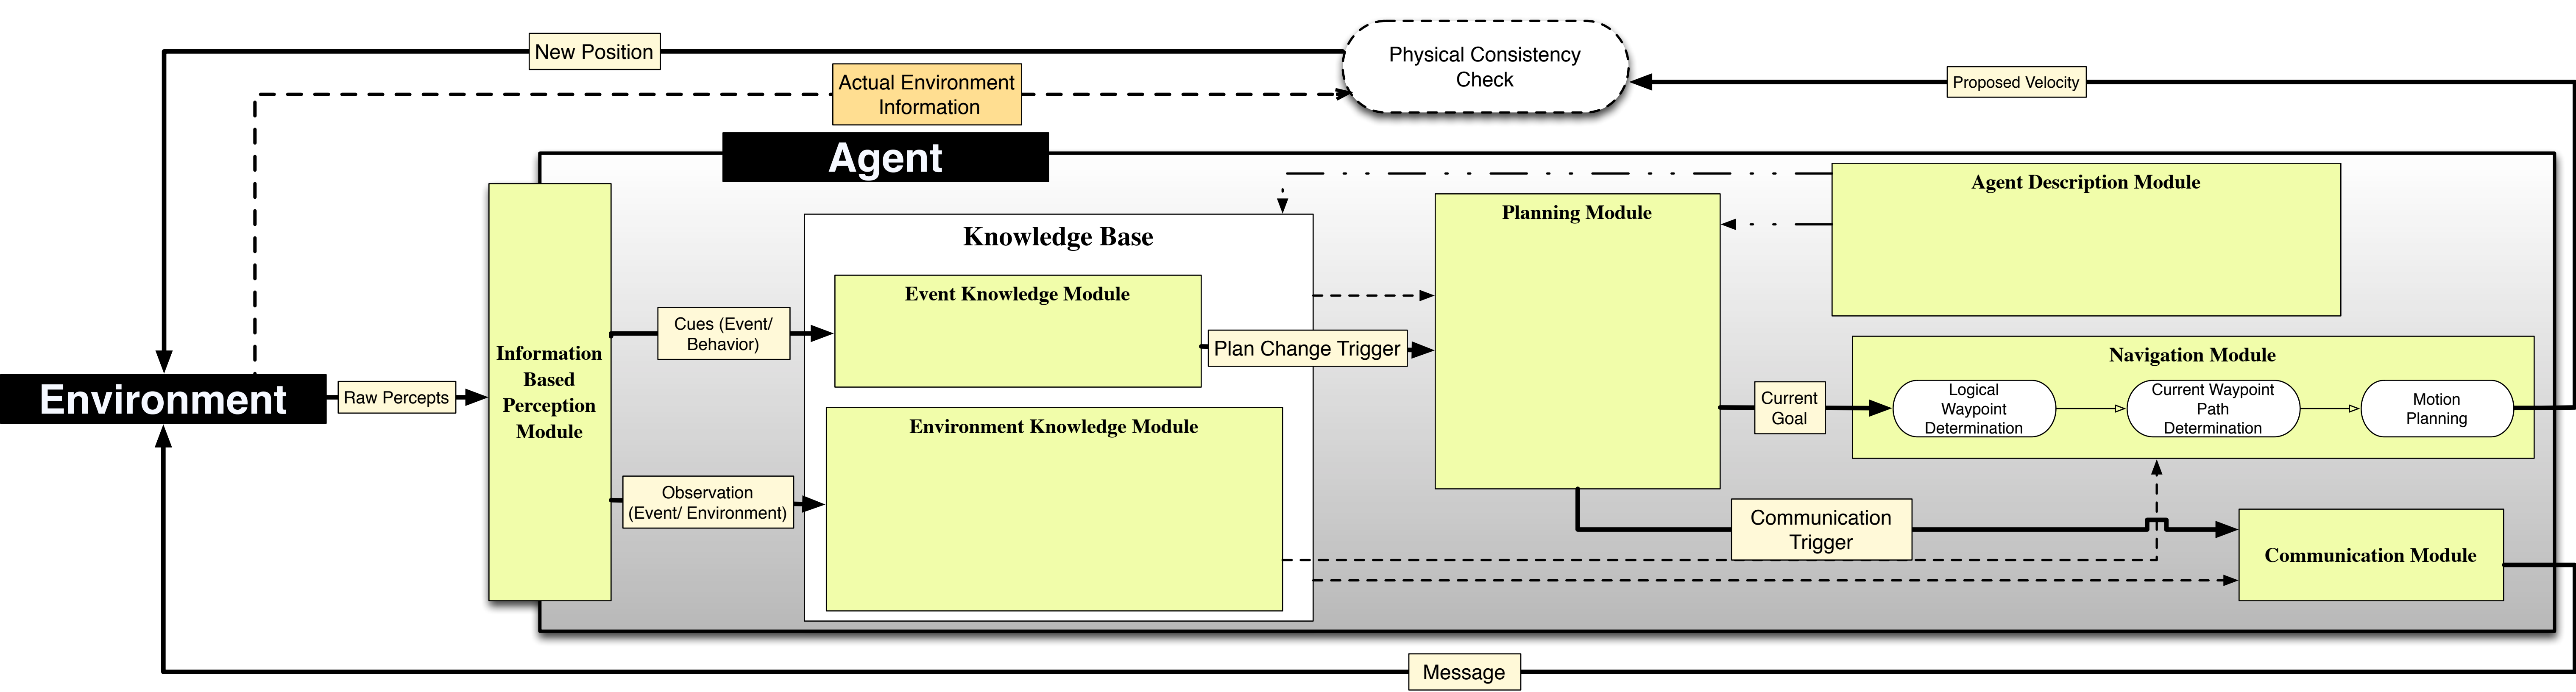 New Position
Actual Environment
Information
Physical Consistency
Check
Proposed Velocity
Agent
Environment
Raw Percepts
Information
Based
Perception
Module
Cues (Event/
Behavior)
Observation
(Event/ Environment)
Knowledge Base
Event Knowledge Module
Environment Knowledge Module
Plan Change Trigger
Planning Module
Agent Description Module
Current
Goal
Navigation Module
Logical
Waypoint
Determination
Current Waypoint
Path
Determination
Motion
Planning
Communication
Trigger
Communication Module
Message